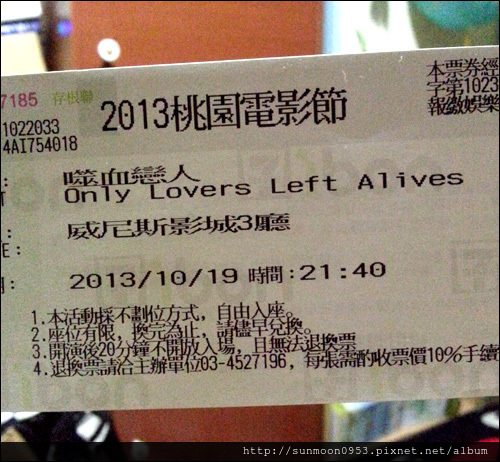 7185 存根聯
2013桃園電影節
本票券經
字第1023
報繳娛樂
1022033
4AI754018
噬血戀人
Only Lovers Left Alives
威尼斯影城3廳
E:
2013/10/19 時間:21:40
1.本活動採不劃位方式，自由入座。
2.座位有限，換完為止，請儘早兌換。
3.開演後20分鐘不開放入場，且無法退換票
4.退換票請洽主辦單位03-4527196，每張需酌收票價10%手續
http://sunmoon0953.pixnet.net/album